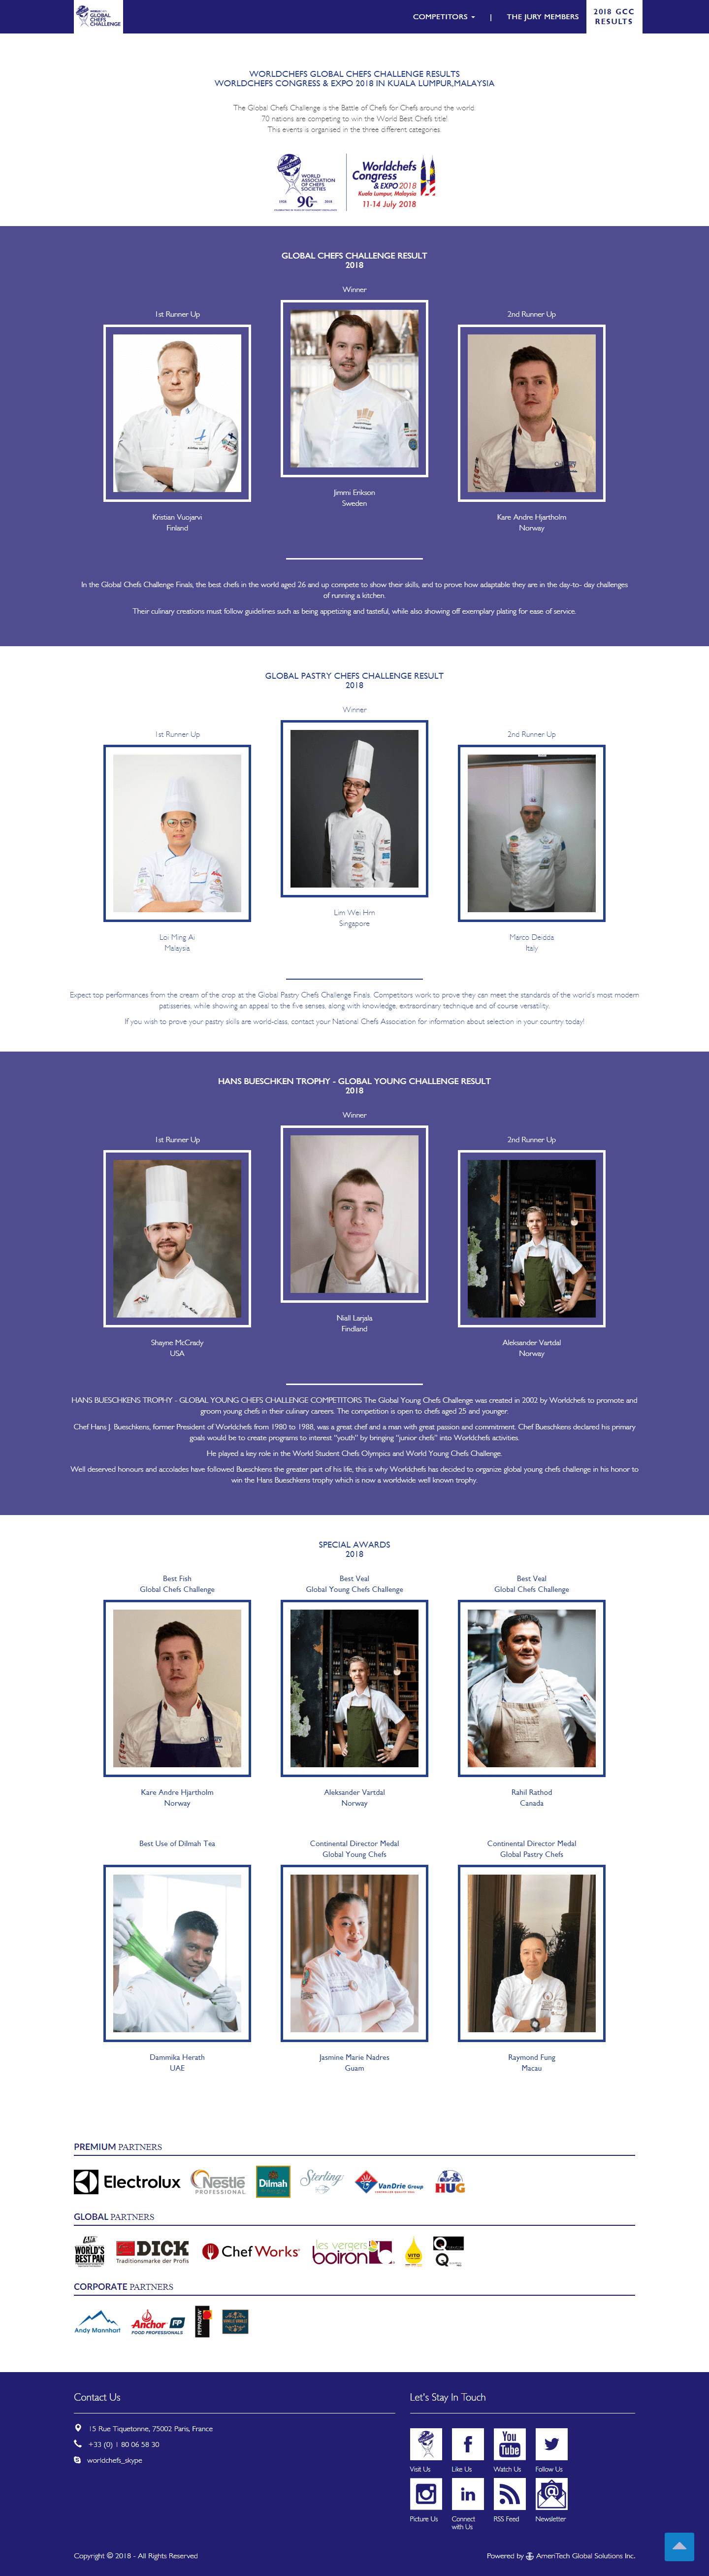 WORLDCHEFS
GLOBAL
CHEFS
CHALLENGE
COMPETITORS
|
THE JURY MEMBERS
2018 GCC
RESULTS
WORLDCHEFS GLOBAL CHEFS CHALLENGE RESULTS
WORLDCHEFS CONGRESS & EXPO 2018 IN KUALA LUMPUR,MALAYSIA
The Global Chefs Challenge is the Battle of Chefs for Chefs around the world.
70 nations are competing to win the World Best Chefs title!
This events is organised in the three different categories.
WORLD
ASSOCIATION
OF CHEFS
SOCIETIES
1928 90 2018
Worldchefs
Congress
& EXPO 2018
Kuala Lumpur, Malaysia
11-14 July 2018
GLOBAL CHEFS CHALLENGE RESULT
2018
Winner
1st Runner Up
2nd Runner Up
Jimmi Erikson
Sweden
Kristian Vuojarvi
Finland
Kare Andre Hjartholm
Norway
In the Global Chefs Challenge Finals, the best chefs in the world aged 26 and up compete to show their skills, and to prove how adaptable they are in the day-to- day challenges
of running a kitchen.
Their culinary creations must follow guidelines such as being appetizing and tasteful, while also showing off exemplary plating for ease of service.
GLOBAL PASTRY CHEFS CHALLENGE RESULT
2018
Winner
1st Runner Up
2nd Runner Up
Lim Wei Hrn
Singapore
Loi Ming Ai
Malaysia
Marco Deidda
Italy
Expect top performances from the cream of the crop at the Global Pastry Chefs Challenge Finals. Competitors work to prove they can meet the standards of the world's most modern
patisseries, while showing an appeal to the five senses, along with knowledge, extraordinary technique and of course versatility.
If you wish to prove your pastry skills are world-class, contact your National Chefs Association for information about selection in your country today!
HANS BUESCHKEN TROPHY - GLOBAL YOUNG CHALLENGE RESULT
2018
Winner
1st Runner Up
2nd Runner Up
Niall Larjala
Findland
Shayne McCrady
USA
Aleksander Vartdal
Norway
HANS BUESCHKENS TROPHY - GLOBAL YOUNG CHEFS CHALLENGE COMPETITORS The Global Young Chefs Challenge was created in 2002 by Worldchefs to promote and
groom young chefs in their culinary careers. The competition is open to chefs aged 25 and younger.
Chef Hans J. Bueschkens, former President of Worldchefs from 1980 to 1988, was a great chef and a man with great passion and commitment. Chef Bueschkens declared his primary
goals would be to create programs to interest "youth" by bringing "junior chefs" into Worldchefs activities.
He played a key role in the World Student Chefs Olympics and World Young Chefs Challenge.
Well deserved honours and accolades have followed Bueschkens the greater part of his life, this is why Worldchefs has decided to organize global young chefs challenge in his honor to
win the Hans Bueschkens trophy which is now a worldwide well known trophy.
SPECIAL AWARDS
2018
Best Fish
Global Chefs Challenge
Best Veal
Global Young Chefs Challenge
Best Veal
Global Chefs Challenge
Kare Andre Hjartholm
Norway
Aleksander Vartdal
Norway
Rahil Rathod
Canada
Best Use of Dilmah Tea
Continental Director Medal
Global Young Chefs
Continental Director Medal
Global Pastry Chefs
Dammika Herath
UAE
Jasmine Marie Nadres
Guam
Raymond Fung
Macau
PREMIUM PARTNERS
Electrolux
Nestlé
PROFESSIONAL
Dilmah
Sterling
VanDrie Group
HUG
GLOBAL PARTNERS
AMT
THE WORLD'S
BEST PAN
DICK
Traditionsmarke der Profis
Chef Works
les vergers
boiron
VITO
CORPORATE PARTNERS
Andy Mannhart
Anchor
FOOD PROFESSIONALS
FP
PEPPADEW
Contact Us
15 Rue Tiquetonne, 75002 Paris, France
+33 (0) 1 80 06 58 30
worldchefs_skype
Let's Stay In Touch
You
Tube
Visit Us
Like Us
Watch Us
Follow Us
in
@
Picture Us
Connect
with Us
RSS Feed
Newsletter
Copyright © 2018 - All Rights Reserved
Powered by AmeriTech Global Solutions Inc.